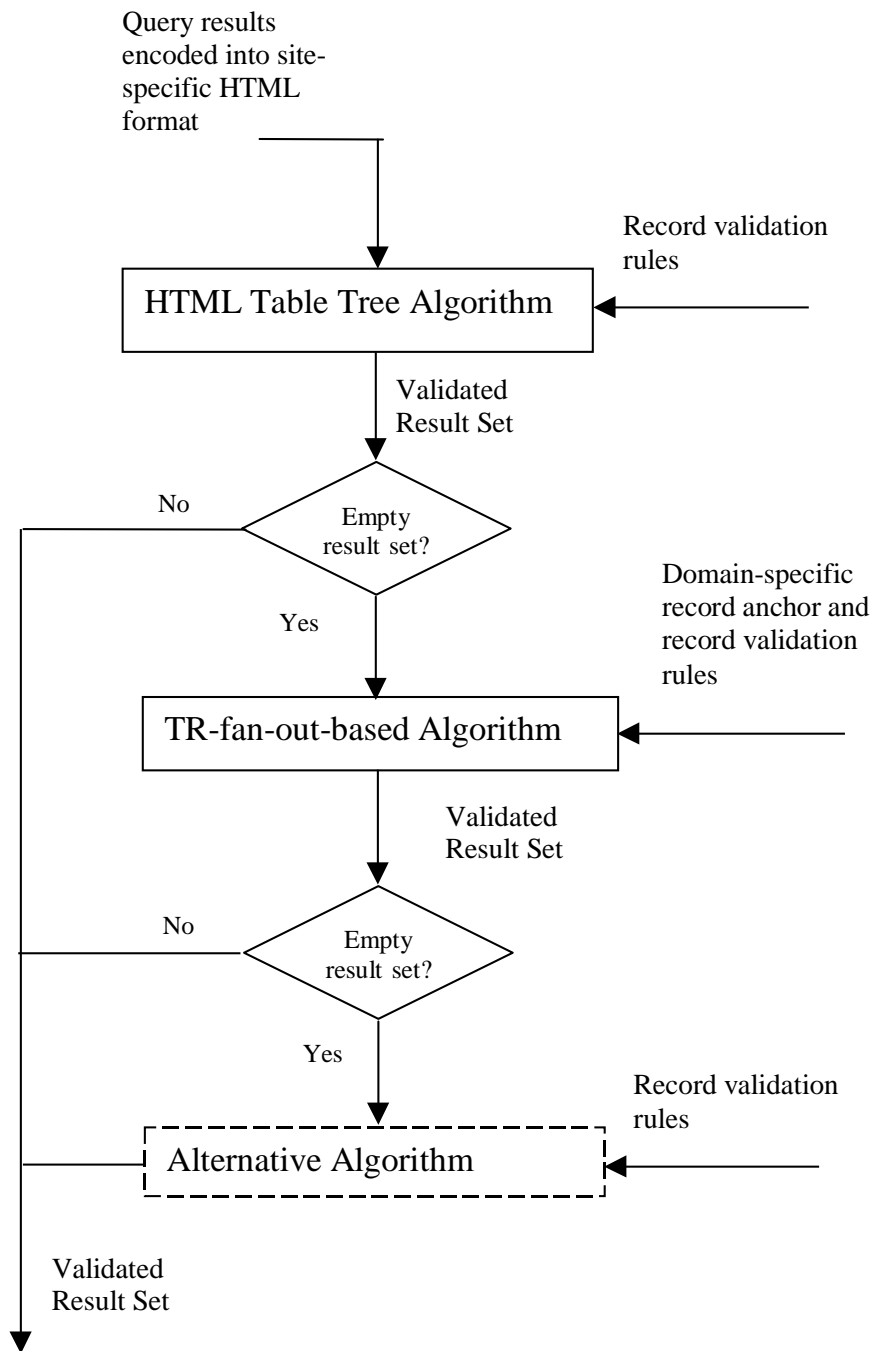 Query results
encoded into site-
specific HTML
format
Record validation
rules
HTML Table Tree Algorithm
Validated
Result Set
No
Empty
result set?
Yes
Domain-specific
record anchor and
record validation
rules
TR-fan-out-based Algorithm
Validated
Result Set
No
Empty
result set?
Yes
Record validation
rules
Alternative Algorithm
Validated
Result Set